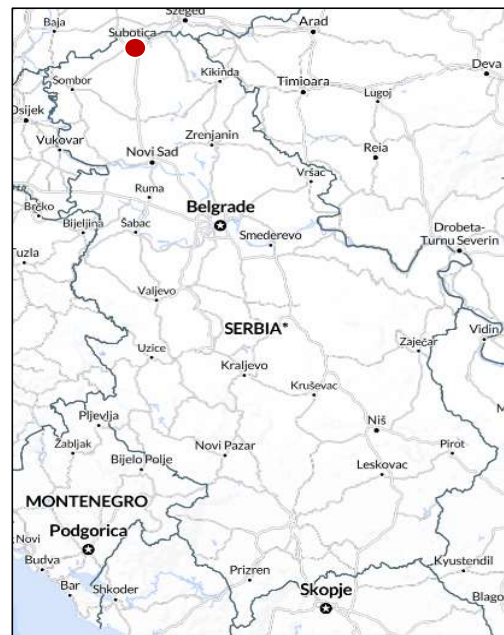 Baja
Szeged
Arad
Subotica
Deva
Kikinda
Sombor
Timioara
Lugoj
Osijek
Zrenjanin
Vukovar
Novi Sad
Reia
Vršac
Ruma
Brčko
Belgrade
Bijeljina
Šabac
Smederevo
Drobeta-
Turnu Severin
Tuzla
Valjevo
SERBIA*
Vidin
Zaječar
Uzice
Kraljevo
Kruševac
Pljevlja
Niš
Žabljak
Novi Pazar
Pirot
Bijelo Polje
Leskovac
MONTENEGRO
Podgorica
Novi
Budva
Kyustendil
Prizren
Bar
Shkoder
Skopje
Blago